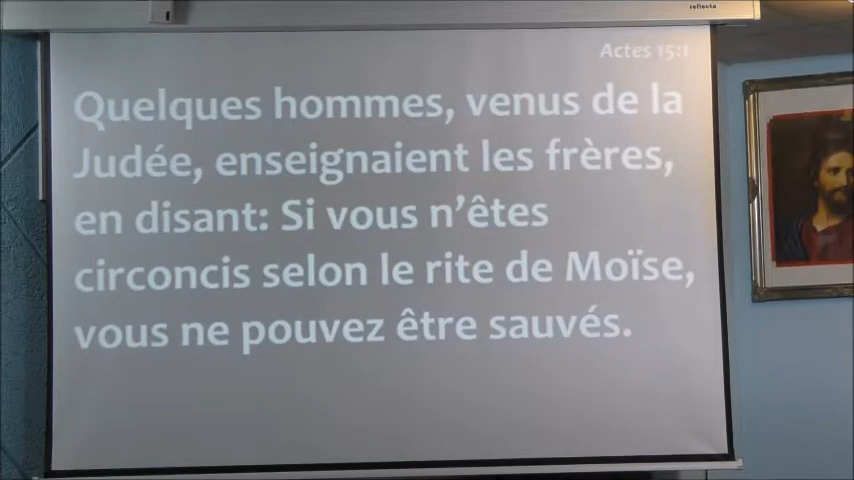 reflecta
Actes 15:1
Quelques hommes, venus de la
Judée, enseignaient les frères,
en disant: Si vous n'êtes
circoncis selon le rite de Moïse,
vous ne pouvez être sauvés.